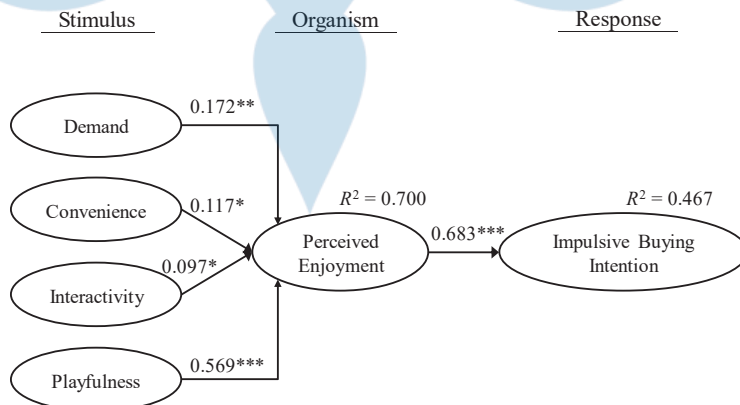 Stimulus
Organism
Response
0.172**
Demand
R² = 0.700
R² = 0.467
0.117*
Convenience
0.683***
Perceived
Enjoyment
Impulsive Buying
Intention
0.097*
Interactivity
0.569***
Playfulness